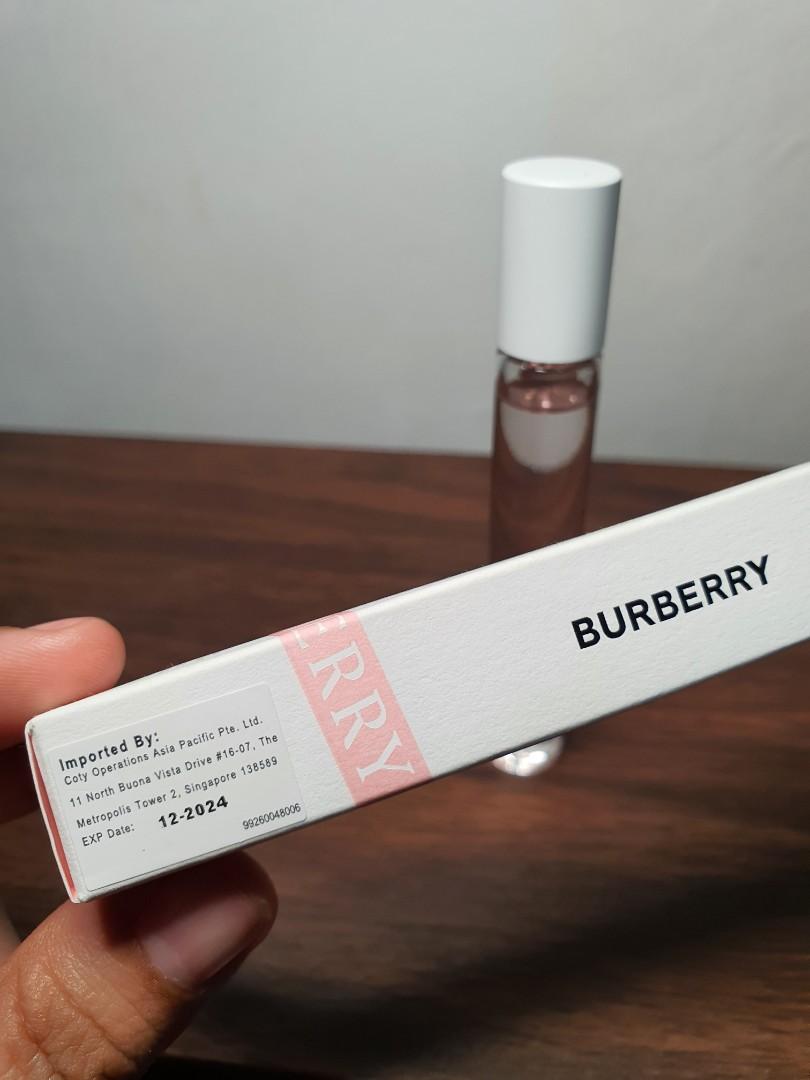 BURBERRY
ERRY
Imported By:
Coty Operations Asia Pacific Pte. Ltd.
11 North Buona Vista Drive #16-07, The
Metropolis Tower 2, Singapore 138589
EXP Date: 12-2024
99260048006